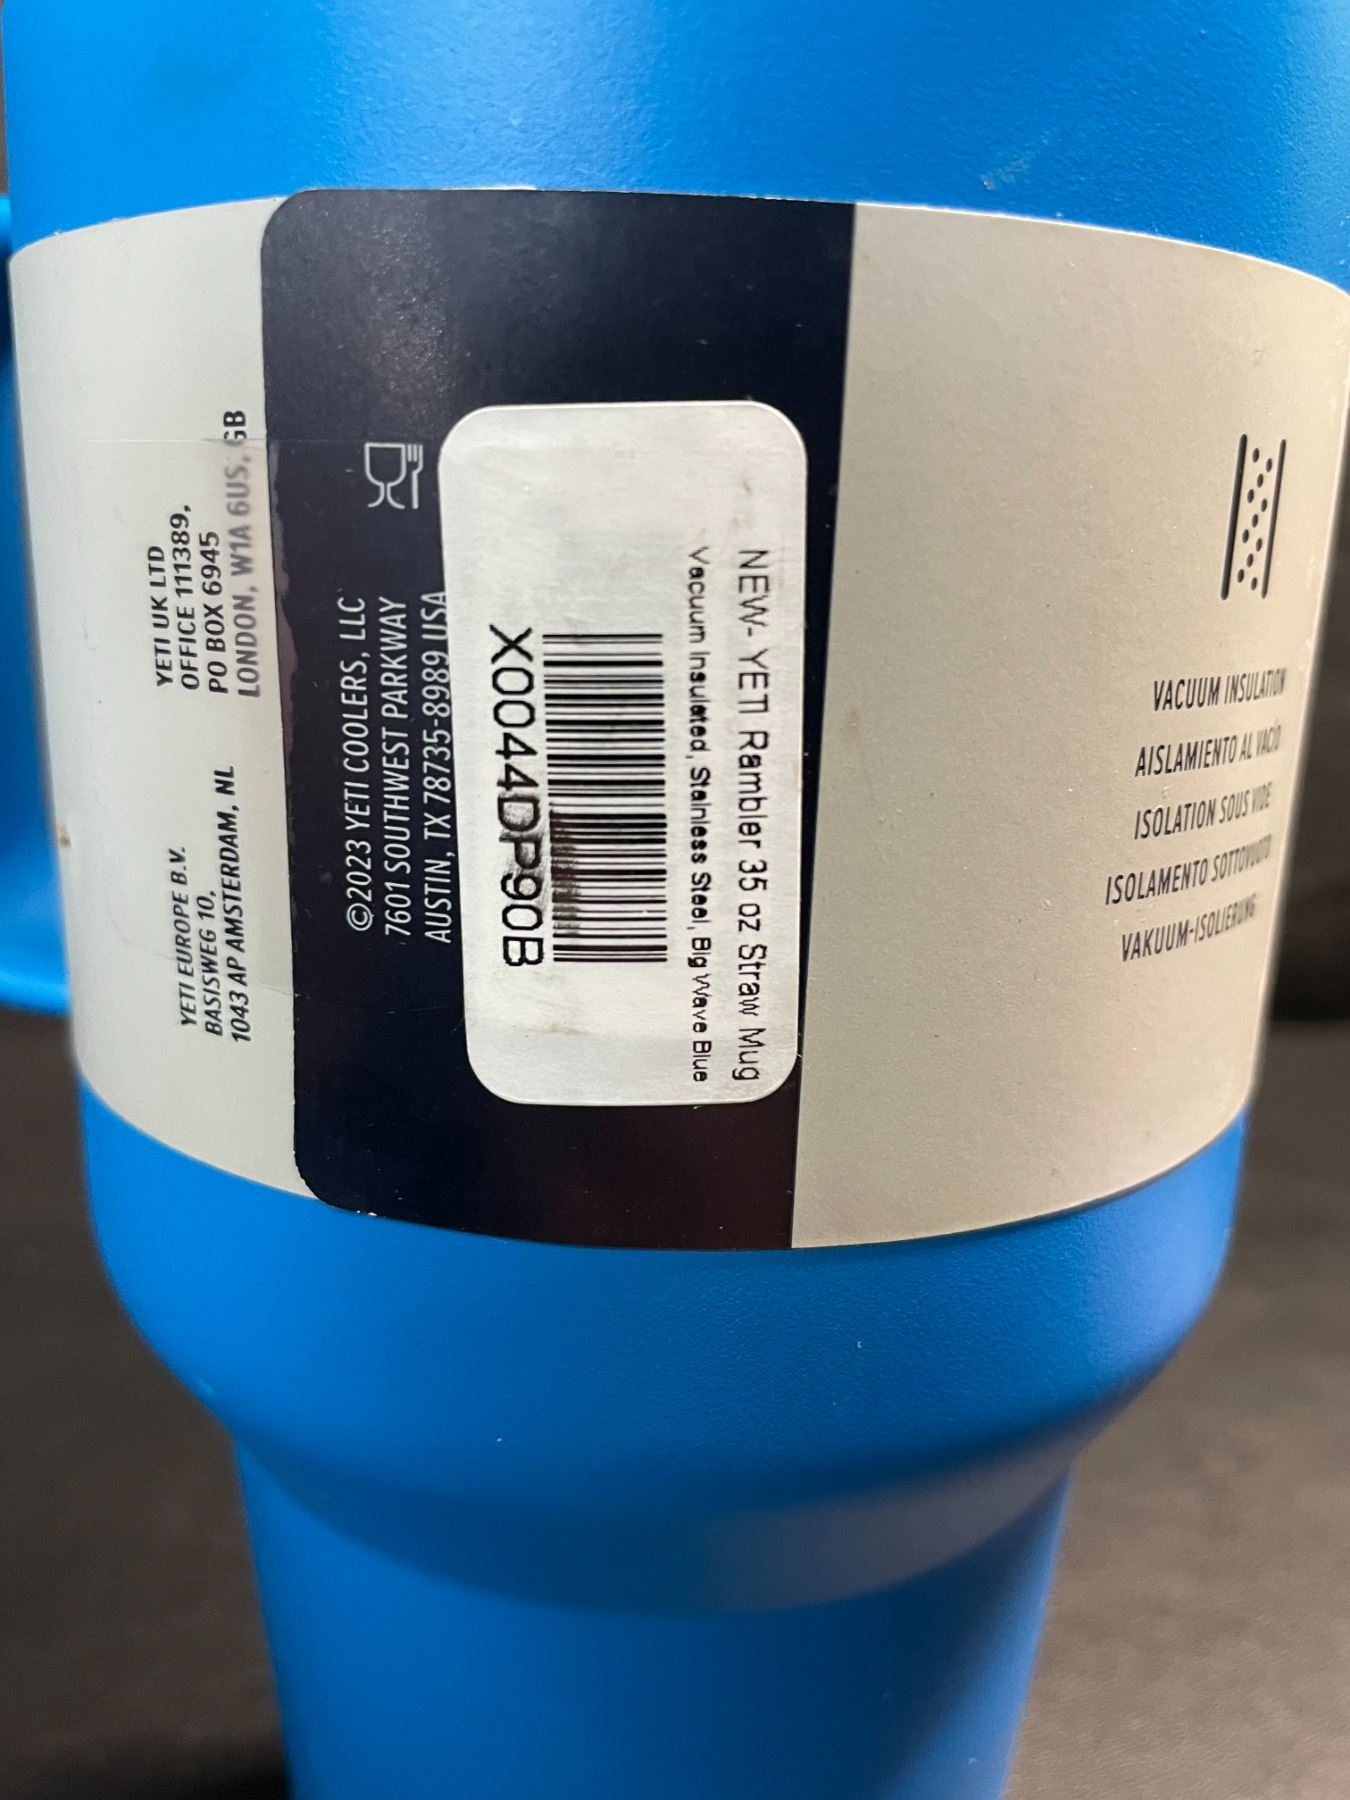 YETI UK LTD
OFFICE 111389,
PO BOX 6945
LONDON, W1A 6US, GB
YETI EUROPE B.V.
BASISWEG 10,
1043 AP AMSTERDAM, NL
©2023 YETI COOLERS, LLC
7601 SOUTHWEST PARKWAY
AUSTIN, TX 78735-8989 USA
X0044DP90B
NEW- YETI Rambler 35 oz Straw Mug
Vacuum Insulated, Stainless Steel, Big Wave Blue
VACUUM INSULATION
AISLAMIENTO AL VACÍO
ISOLATION SOUS VIDE
ISOLAMENTO SOTTOVUOTO
VAKUUM-ISOLIERUNG